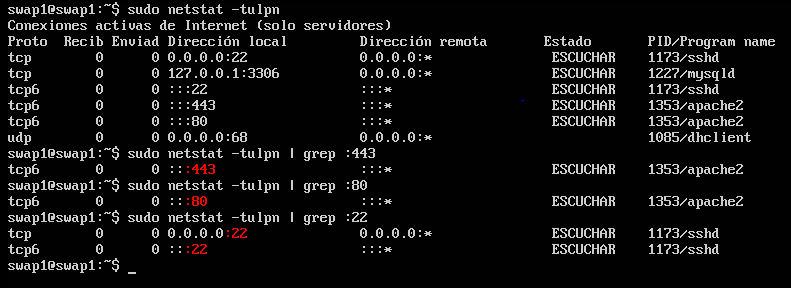 swap1@swap1:~$ sudo netstat -tulpn
Conexiones activas de Internet (solo servidores)
Proto  Recib Enviad Dirección local         Dirección remota       Estado       PID/Program name
tcp        0      0 0.0.0.0:22              0.0.0.0:*               ESCUCHAR    1173/sshd
tcp        0      0 127.0.0.1:3306          0.0.0.0:*               ESCUCHAR    1227/mysqld
tcp6       0      0 :::22                   :::*                    ESCUCHAR    1173/sshd
tcp6       0      0 :::443                  :::*                    ESCUCHAR    1353/apache2
tcp6       0      0 :::80                   :::*                    ESCUCHAR    1353/apache2
udp        0      0 0.0.0.0:68              0.0.0.0:*                           1085/dhclient
swap1@swap1:~$ sudo netstat -tulpn | grep :443
tcp6       0      0 :::443                  :::*                    ESCUCHAR    1353/apache2
swap1@swap1:~$ sudo netstat -tulpn | grep :80
tcp6       0      0 :::80                   :::*                    ESCUCHAR    1353/apache2
swap1@swap1:~$ sudo netstat -tulpn | grep :22
tcp        0      0 0.0.0.0:22              0.0.0.0:*               ESCUCHAR    1173/sshd
tcp6       0      0 :::22                   :::*                    ESCUCHAR    1173/sshd
swap1@swap1:~$ _